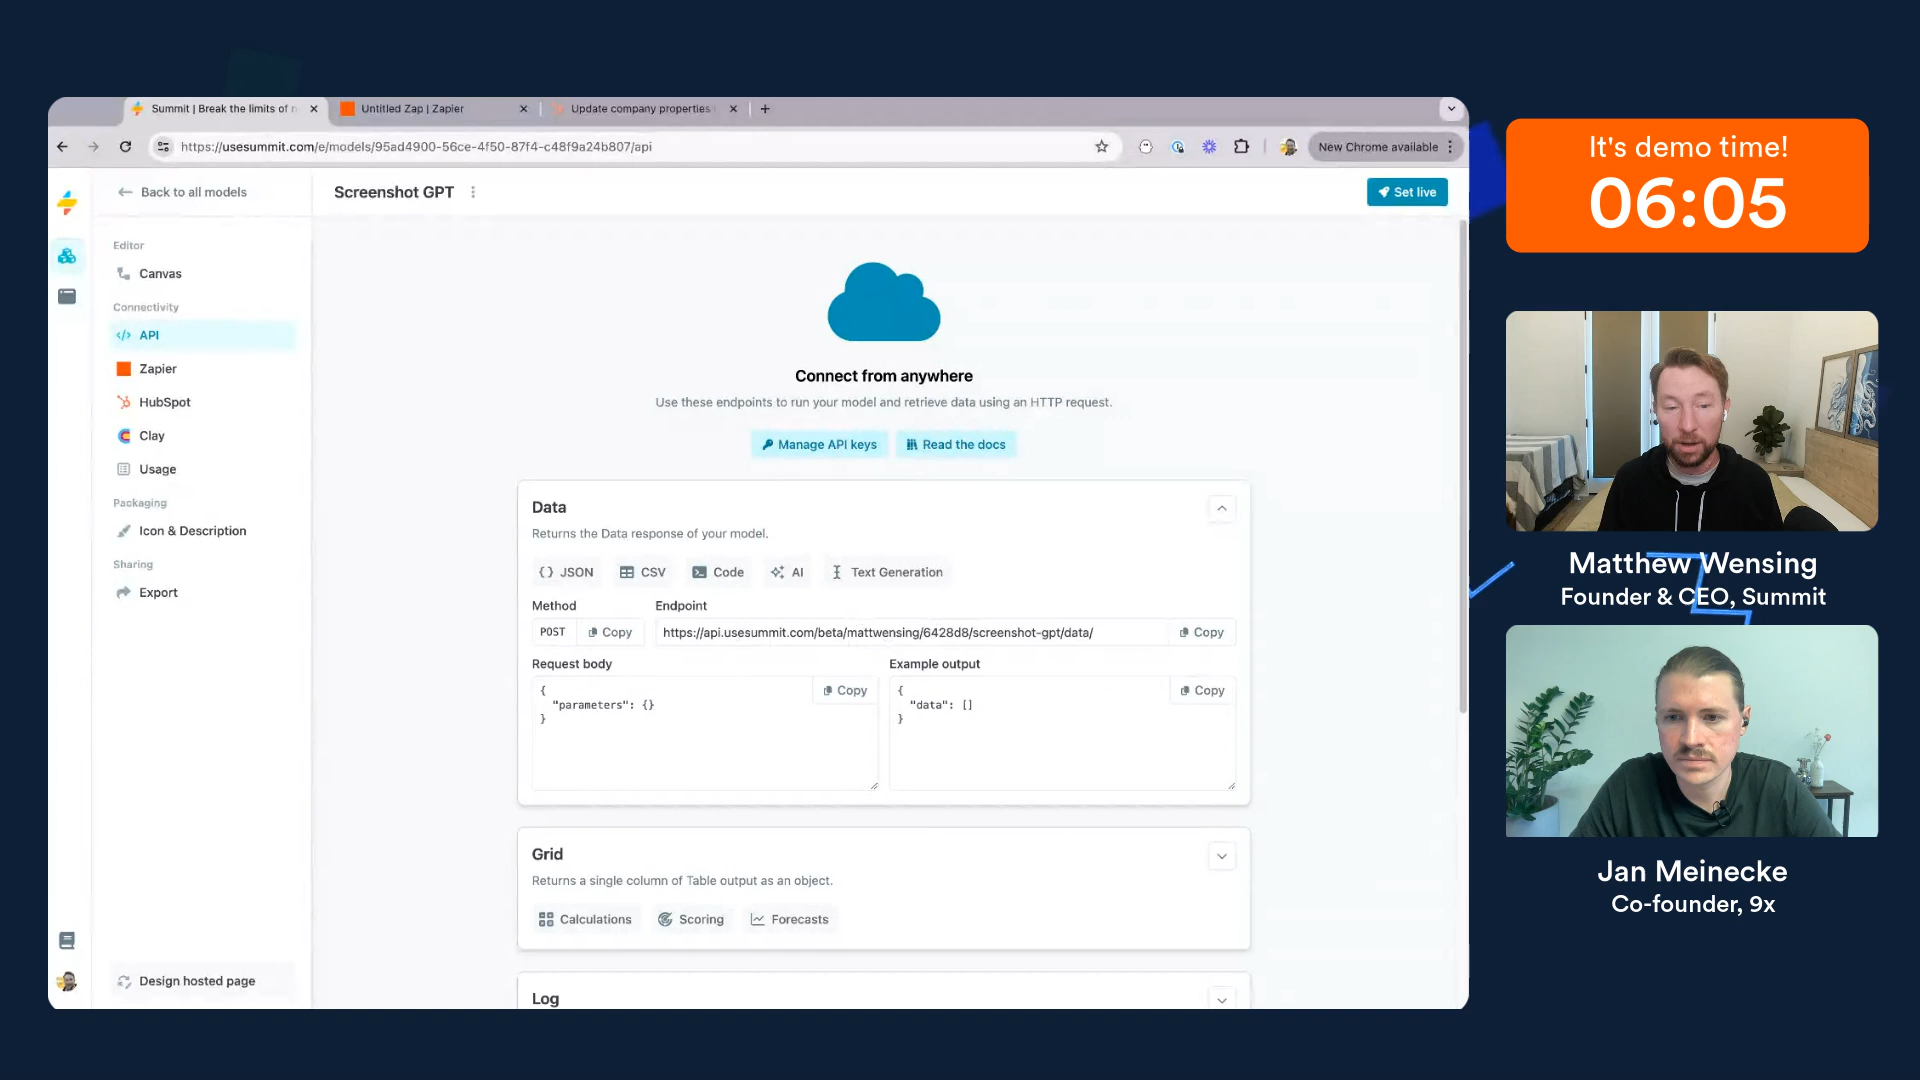 Summit | Break the limits of n
Untitled Zap | Zapier
Update company properties
https://usesummit.com/e/models/95ad4900-56ce-4f50-87f4-c48f9a24b807/api
New Chrome available
Back to all models
Screenshot GPT
Set live
Editor
Canvas
Connectivity
</> API
Zapier
HubSpot
Clay
Usage
Packaging
Icon & Description
Sharing
Export
Design hosted page
Connect from anywhere
Use these endpoints to run your model and retrieve data using an HTTP request.
Manage API keys
Read the docs
Data
Returns the Data response of your model.
{ } JSON
CSV
Code
AI
Text Generation
Method
Endpoint
POST
Copy
https://api.usesummit.com/beta/mattwensing/6428d8/screenshot-gpt/data/
Copy
Request body
Example output
{
"parameters": {}
}
Copy
{
"data": []
}
Copy
Grid
Returns a single column of Table output as an object.
Calculations
Scoring
Forecasts
Log
It's demo time!
06:05
Matthew Wensing
Founder & CEO, Summit
Jan Meinecke
Co-founder, 9x